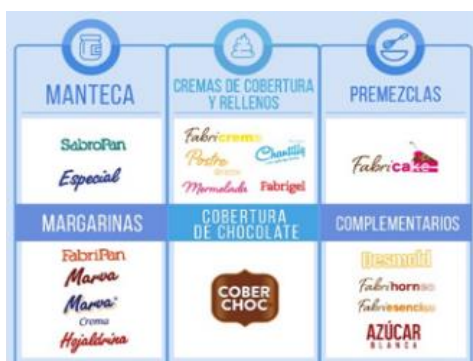 MANTECA
SabroPan
Especial
CREMAS DE COBERTURA
Y RELLENOS
Fabricrema
Postre
Chantilly
Mermelada
Fabrigel
PREMEZCLAS
Fabricake
MARGARINAS
FabriPan
Marva
Marva
Crema
Hojaldrina
COBERTURA
DE CHOCOLATE
COBER
CHOC
COMPLEMENTARIOS
Desmold
Fabrihorneo
Fabriesencias
AZÚCAR
BLANCA